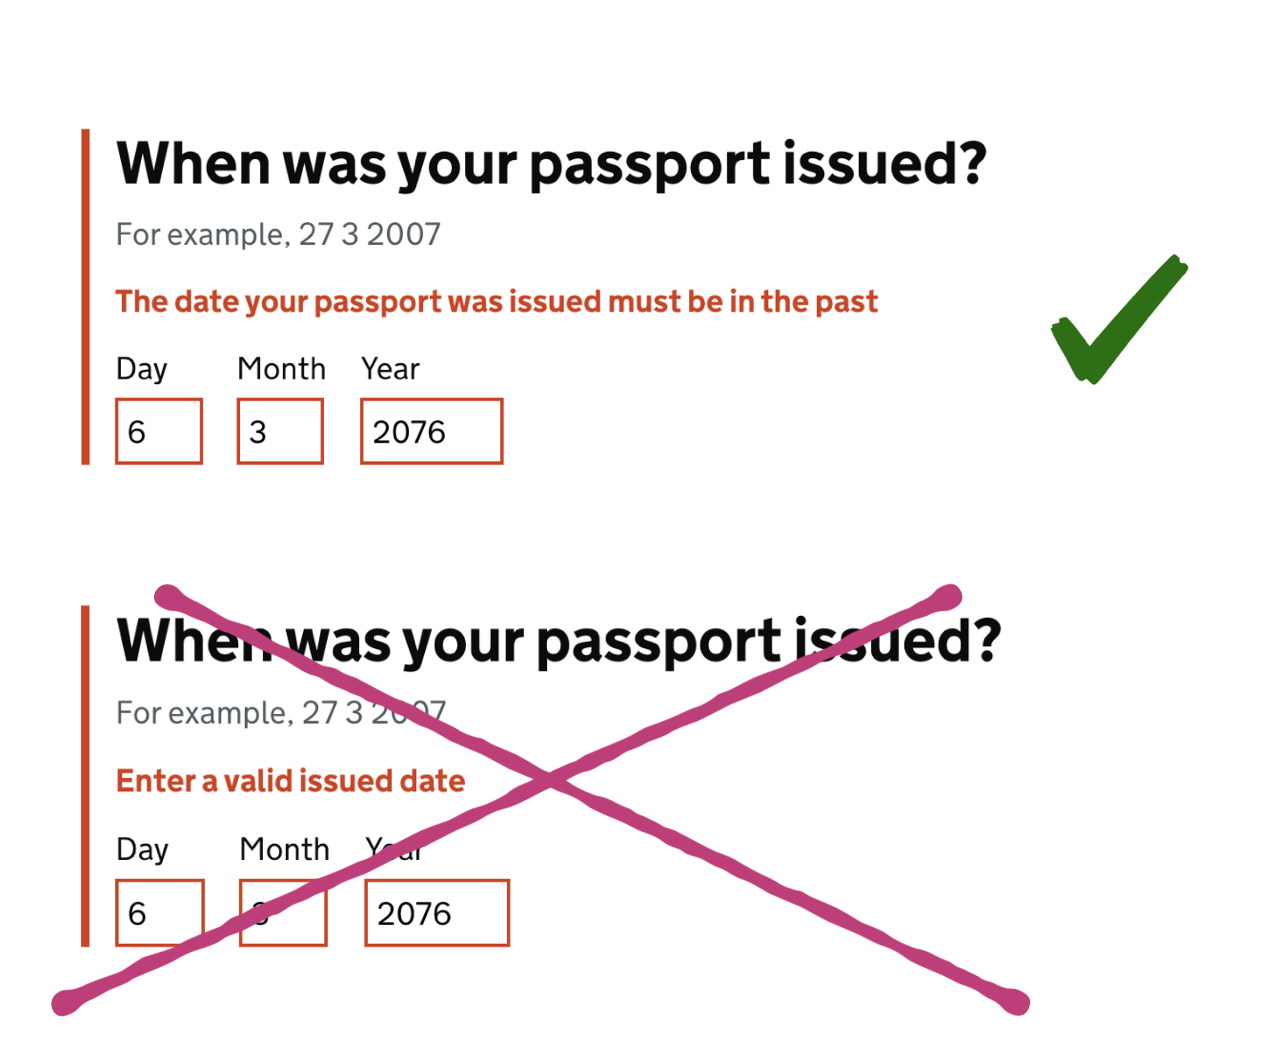 When was your passport issued?
For example, 27 3 2007
The date your passport was issued must be in the past
Day Month Year
6 3 2076
When was your passport issued?
For example, 27 3 2007
Enter a valid issued date
Day Month Year
6 3 2076